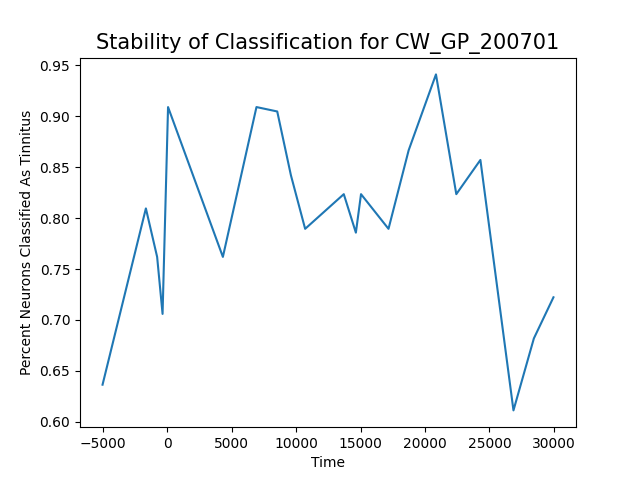 Stability of Classification for CW_GP_200701
Percent Neurons Classified As Tinnitus
0.95
0.90
0.85
0.80
0.75
0.70
0.65
0.60
−5000 0 5000 10000 15000 20000 25000 30000
Time